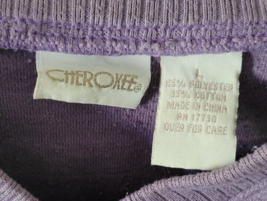 CHEROKEE®
L
65% POLYESTER
35% COTTON
MADE IN CHINA
RN 17730
OVER FOR CARE